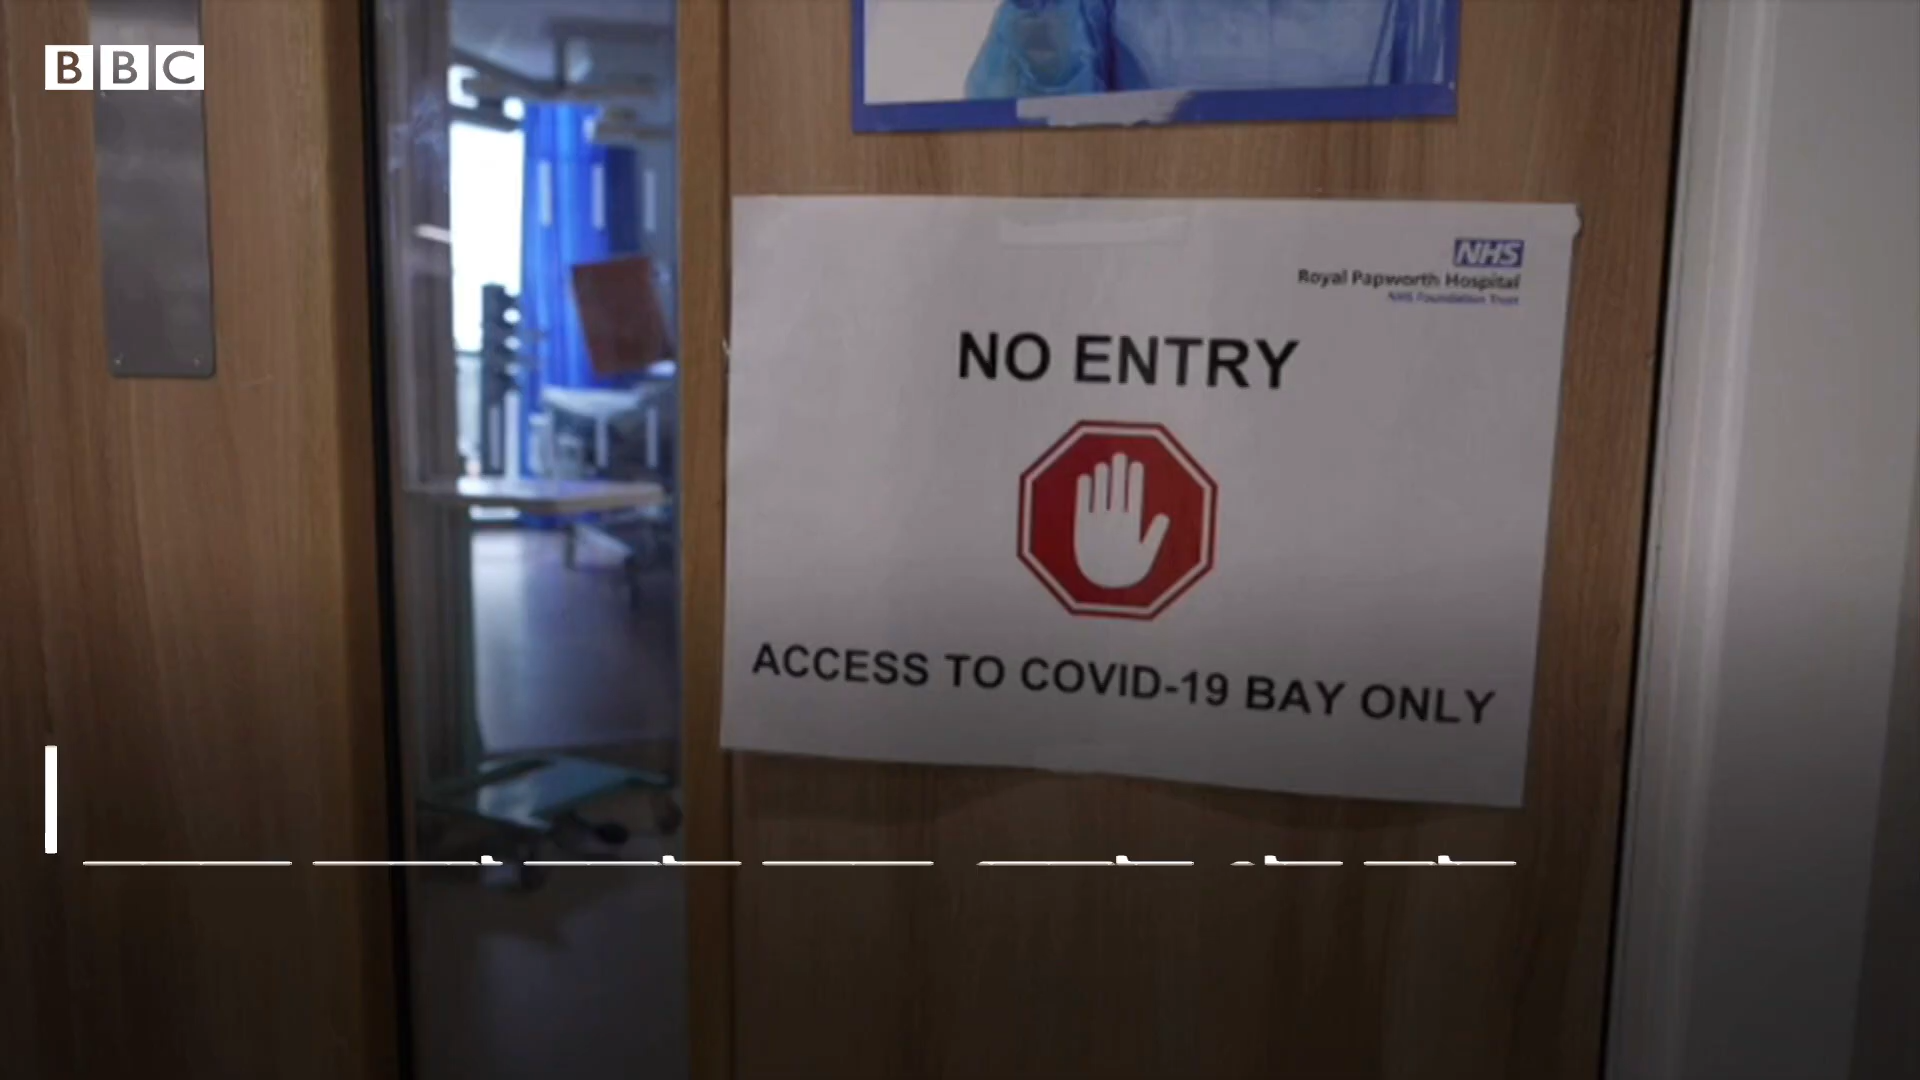 BBC
NHS
Royal Papworth Hospital
NHS Foundation Trust
NO ENTRY
ACCESS TO COVID-19 BAY ONLY